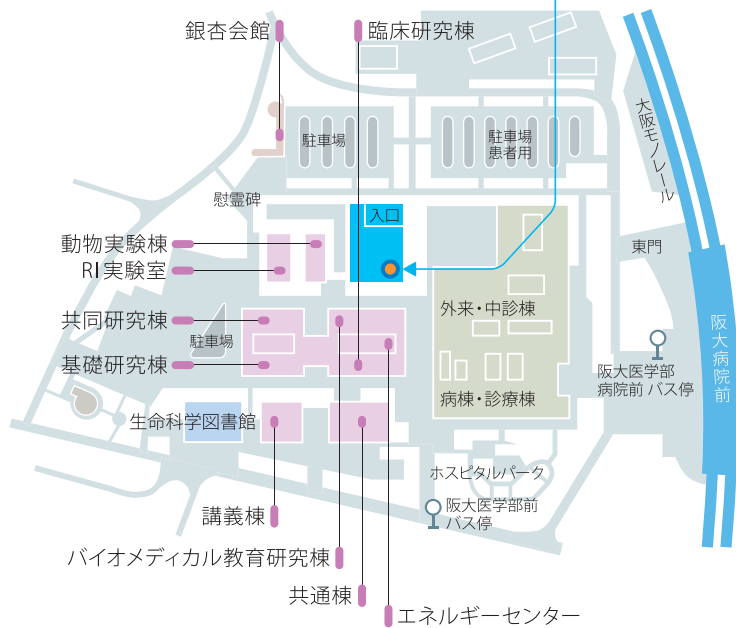 銀杏会館
臨床研究棟
駐車場
駐車場
患者用
大阪モノレール
慰霊碑
入口
動物実験棟
RI実験室
東門
共同研究棟
駐車場
外来・中診棟
阪大病院前
基礎研究棟
阪大医学部
病院前 バス停
病棟・診療棟
生命科学図書館
ホスピタルパーク
阪大医学部前
バス停
講義棟
バイオメディカル教育研究棟
共通棟
エネルギーセンター